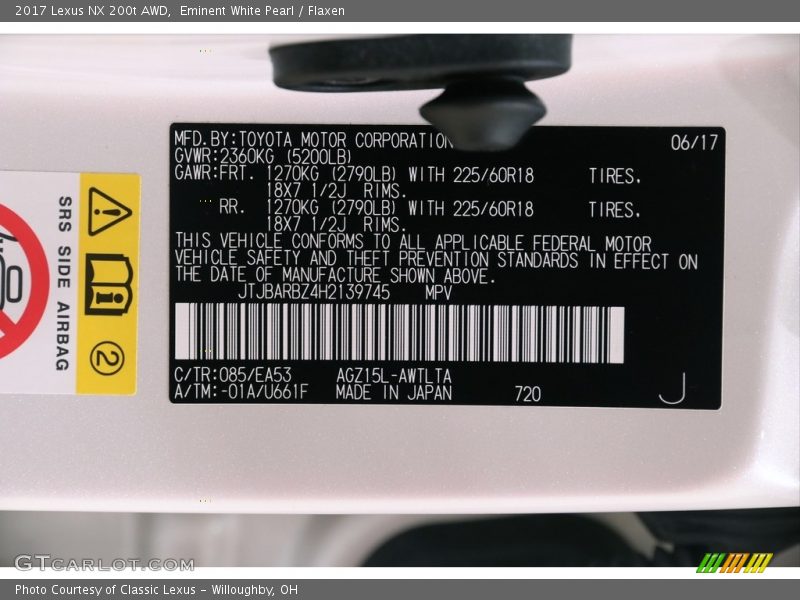 2017 Lexus NX 200t AWD, Eminent White Pearl / Flaxen
MFD.BY:TOYOTA MOTOR CORPORATION 06/17
GVWR:2360KG (5200LB)
GAWR:FRT. 1270KG (2790LB) WITH 225/60R18 TIRES.
18X7 1/2J RIMS.
RR. 1270KG (2790LB) WITH 225/60R18 TIRES.
18X7 1/2J RIMS.
THIS VEHICLE CONFORMS TO ALL APPLICABLE FEDERAL MOTOR
VEHICLE SAFETY AND THEFT PREVENTION STANDARDS IN EFFECT ON
THE DATE OF MANUFACTURE SHOWN ABOVE.
JTJBARBZ4H2139745 MPV
C/TR:085/EA53 AGZ15L-AWTLTA
A/TM:-01A/U661F MADE IN JAPAN 720 J
SRS SIDE AIRBAG
2
GTCARLOT.COM
Photo Courtesy of Classic Lexus - Willoughby, OH